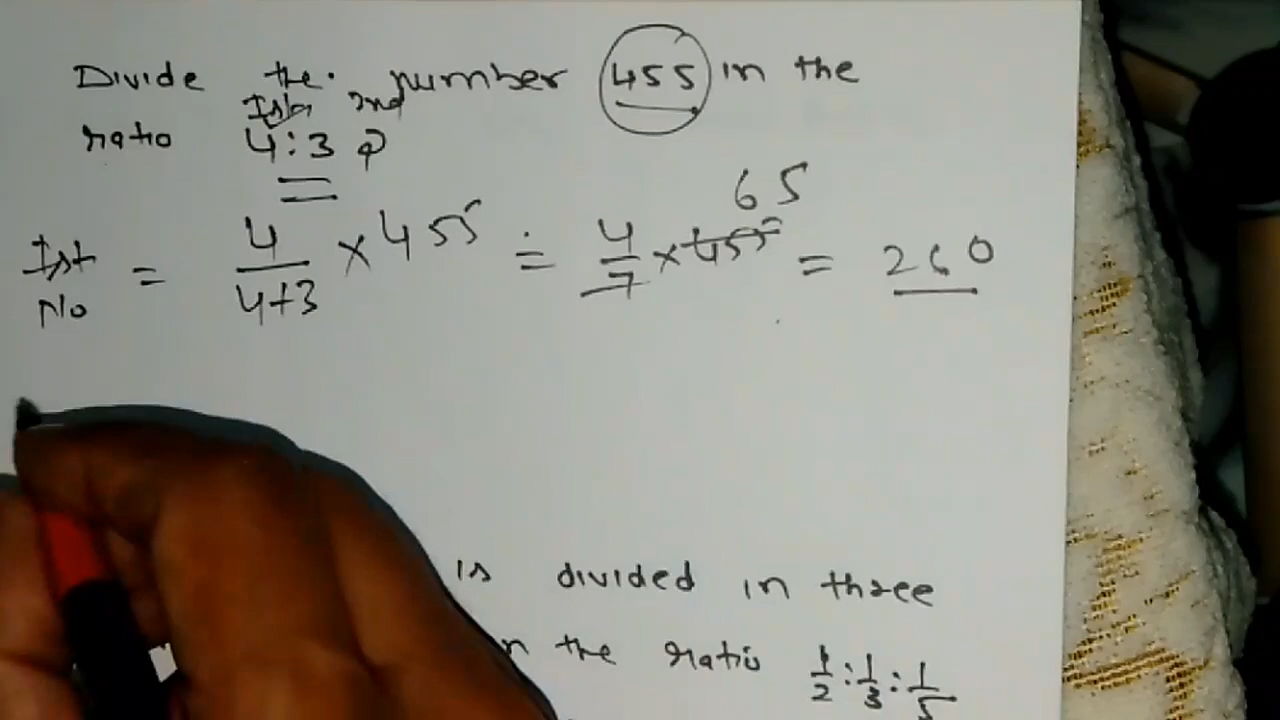 Divide the number 455 in the
Ist 2nd
ratio 4:3 ?
65
Ist No = 4/4+3 × 455 = 4/7 × 455 = 260
is divided in three
n the ratio 1/2:1/3:1/5